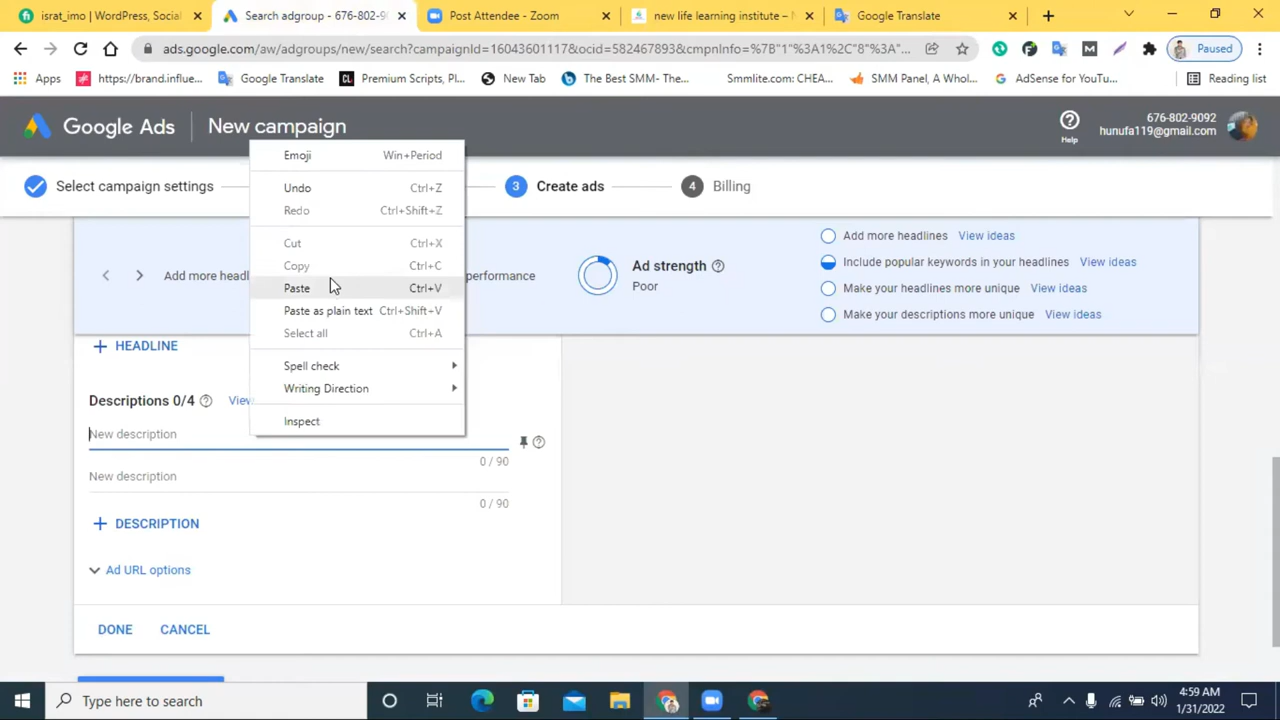 israt_imo | WordPress, Social
Search adgroup - 676-802-9
Post Attendee - Zoom
new life learning institute – N
Google Translate
ads.google.com/aw/adgroups/new/search?campaignId=16043601117&ocid=582467893&cmpnInfo=%7B"1"%3A1%2C"8"%3A"...
Paused
Apps
https://brand.influe...
Google Translate
Premium Scripts, Pl...
New Tab
The Best SMM- The...
Smmlite.com: CHEA...
SMM Panel, A Whol...
AdSense for YouTu...
Reading list
Google Ads
New campaign
Help
676-802-9092
hunufa119@gmail.com
Select campaign settings
3
Create ads
4
Billing
Emoji Win+Period
Undo Ctrl+Z
Redo Ctrl+Shift+Z
Cut Ctrl+X
Copy Ctrl+C
Paste Ctrl+V
Paste as plain text Ctrl+Shift+V
Select all Ctrl+A
Spell check
Writing Direction
Inspect
Add more headl
performance
Ad strength
Poor
Add more headlines View ideas
Include popular keywords in your headlines View ideas
Make your headlines more unique View ideas
Make your descriptions more unique View ideas
HEADLINE
Descriptions 0/4
View
New description
0 / 90
New description
0 / 90
DESCRIPTION
Ad URL options
DONE CANCEL
Type here to search
4:59 AM
1/31/2022